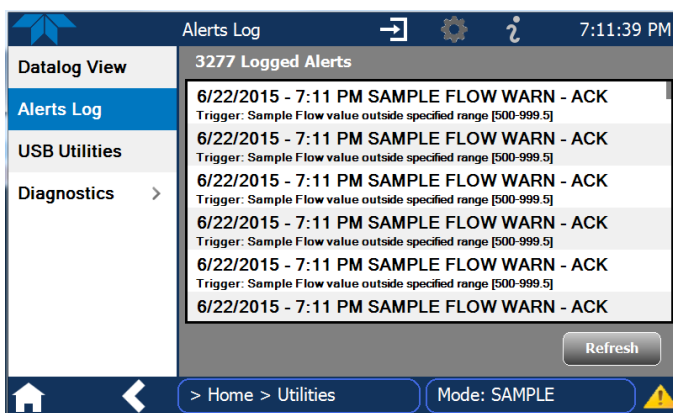 Alerts Log
7:11:39 PM
Datalog View
Alerts Log
USB Utilities
Diagnostics
3277 Logged Alerts
6/22/2015 - 7:11 PM SAMPLE FLOW WARN - ACK
Trigger: Sample Flow value outside specified range [500-999.5]
6/22/2015 - 7:11 PM SAMPLE FLOW WARN - ACK
Trigger: Sample Flow value outside specified range [500-999.5]
6/22/2015 - 7:11 PM SAMPLE FLOW WARN - ACK
Trigger: Sample Flow value outside specified range [500-999.5]
6/22/2015 - 7:11 PM SAMPLE FLOW WARN - ACK
Trigger: Sample Flow value outside specified range [500-999.5]
6/22/2015 - 7:11 PM SAMPLE FLOW WARN - ACK
Trigger: Sample Flow value outside specified range [500-999.5]
6/22/2015 - 7:11 PM SAMPLE FLOW WARN - ACK
Refresh
> Home > Utilities
Mode: SAMPLE